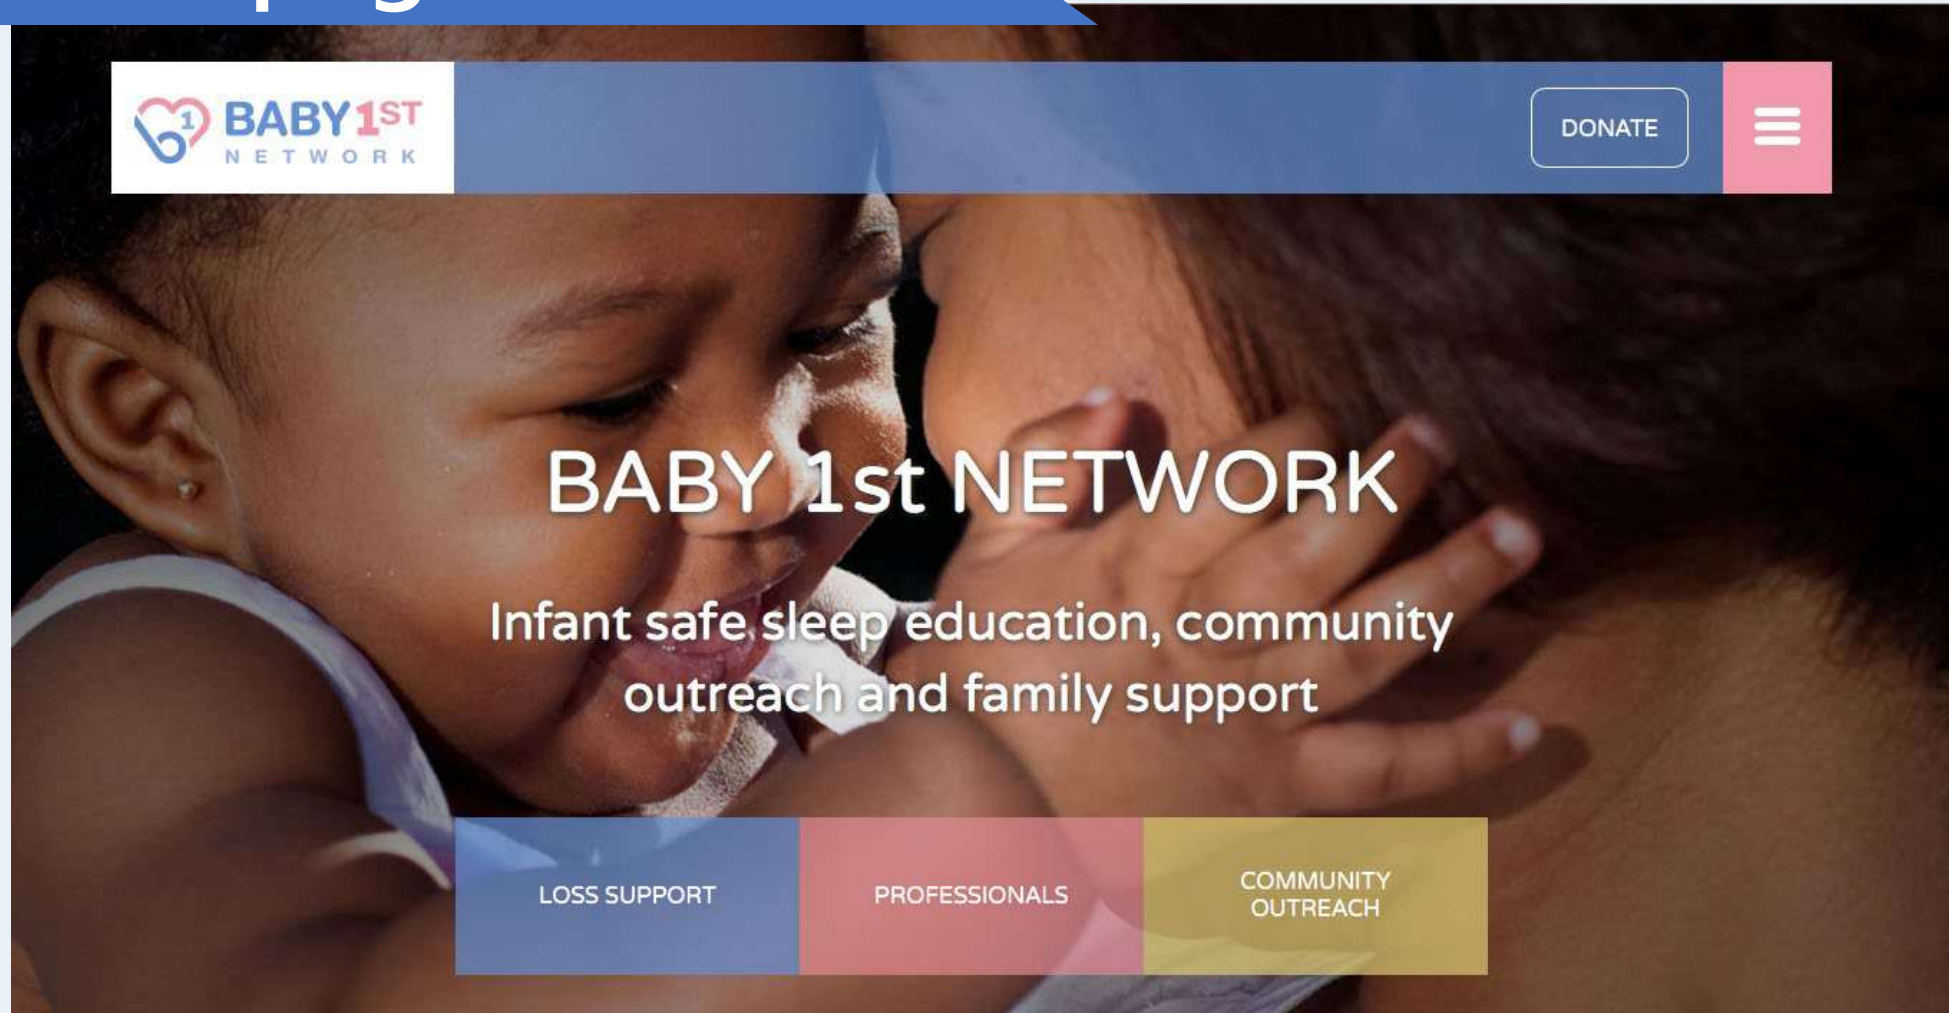 BABY 1ST
NETWORK
DONATE
BABY 1st NETWORK
Infant safe sleep education, community
outreach and family support
LOSS SUPPORT
PROFESSIONALS
COMMUNITY
OUTREACH